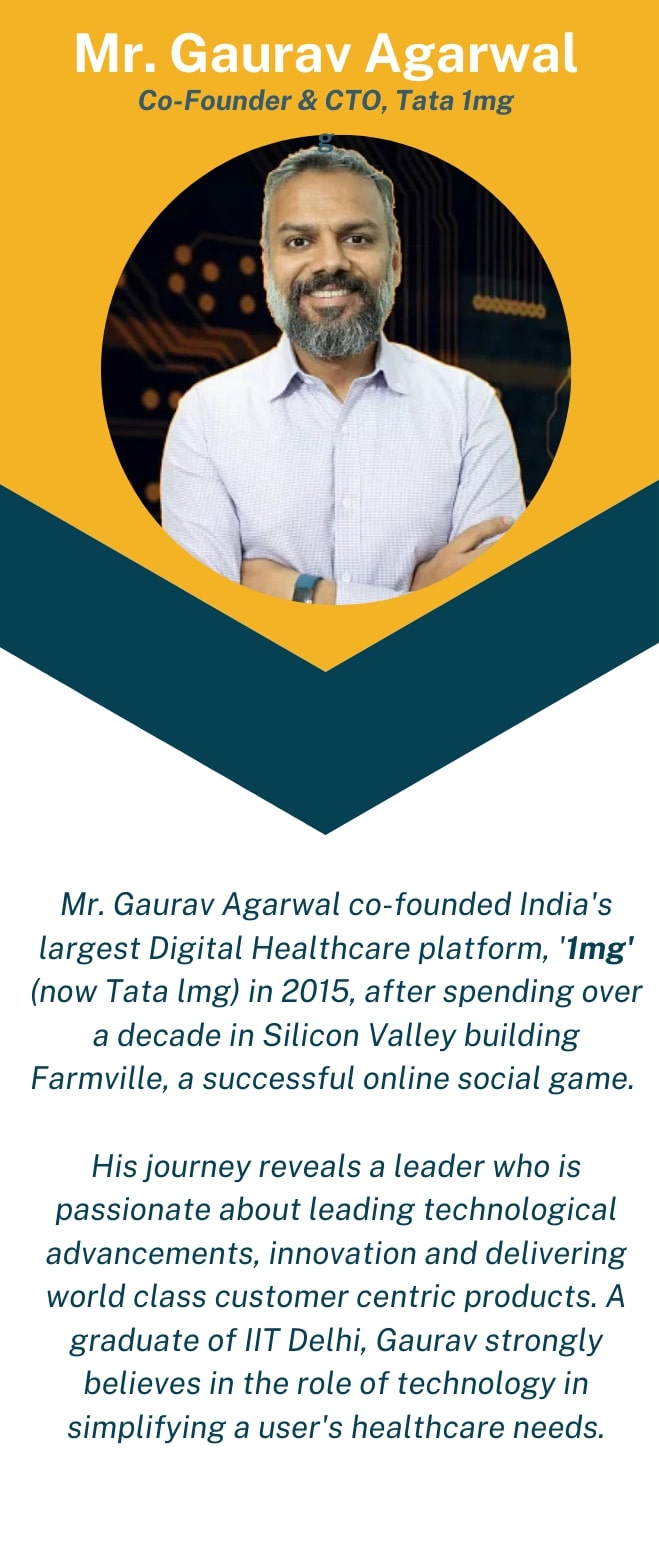 Mr. Gaurav Agarwal
Co-Founder & CTO, Tata 1mg
g
Mr. Gaurav Agarwal co-founded India's
largest Digital Healthcare platform, '1mg'
(now Tata lmg) in 2015, after spending over
a decade in Silicon Valley building
Farmville, a successful online social game.
His journey reveals a leader who is
passionate about leading technological
advancements, innovation and delivering
world class customer centric products. A
graduate of IIT Delhi, Gaurav strongly
believes in the role of technology in
simplifying a user's healthcare needs.